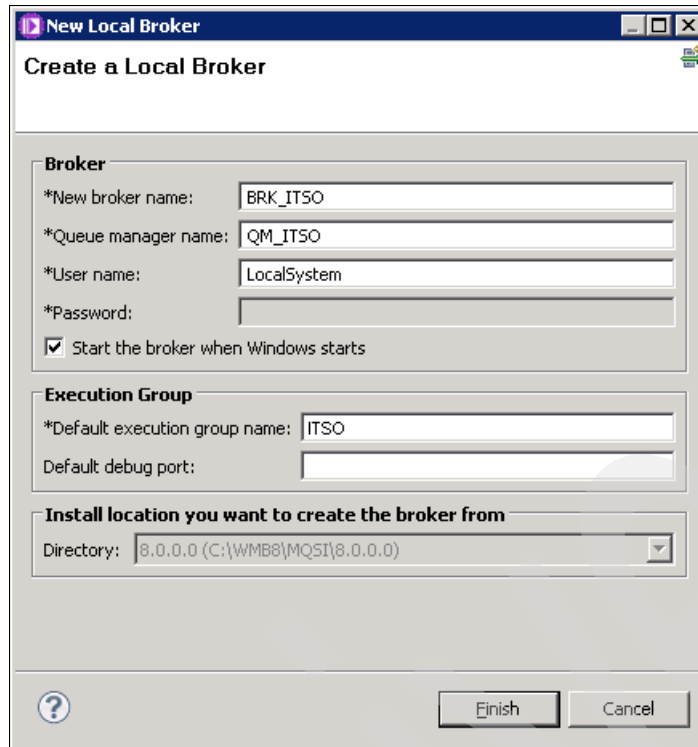 New Local Broker
Create a Local Broker
Broker
*New broker name: BRK_ITSO
*Queue manager name: QM_ITSO
*User name: LocalSystem
*Password:
Start the broker when Windows starts
Execution Group
*Default execution group name: ITSO
Default debug port:
Install location you want to create the broker from
Directory: 8.0.0.0 (C:\WMB8\MQSI\8.0.0.0)
? Finish Cancel